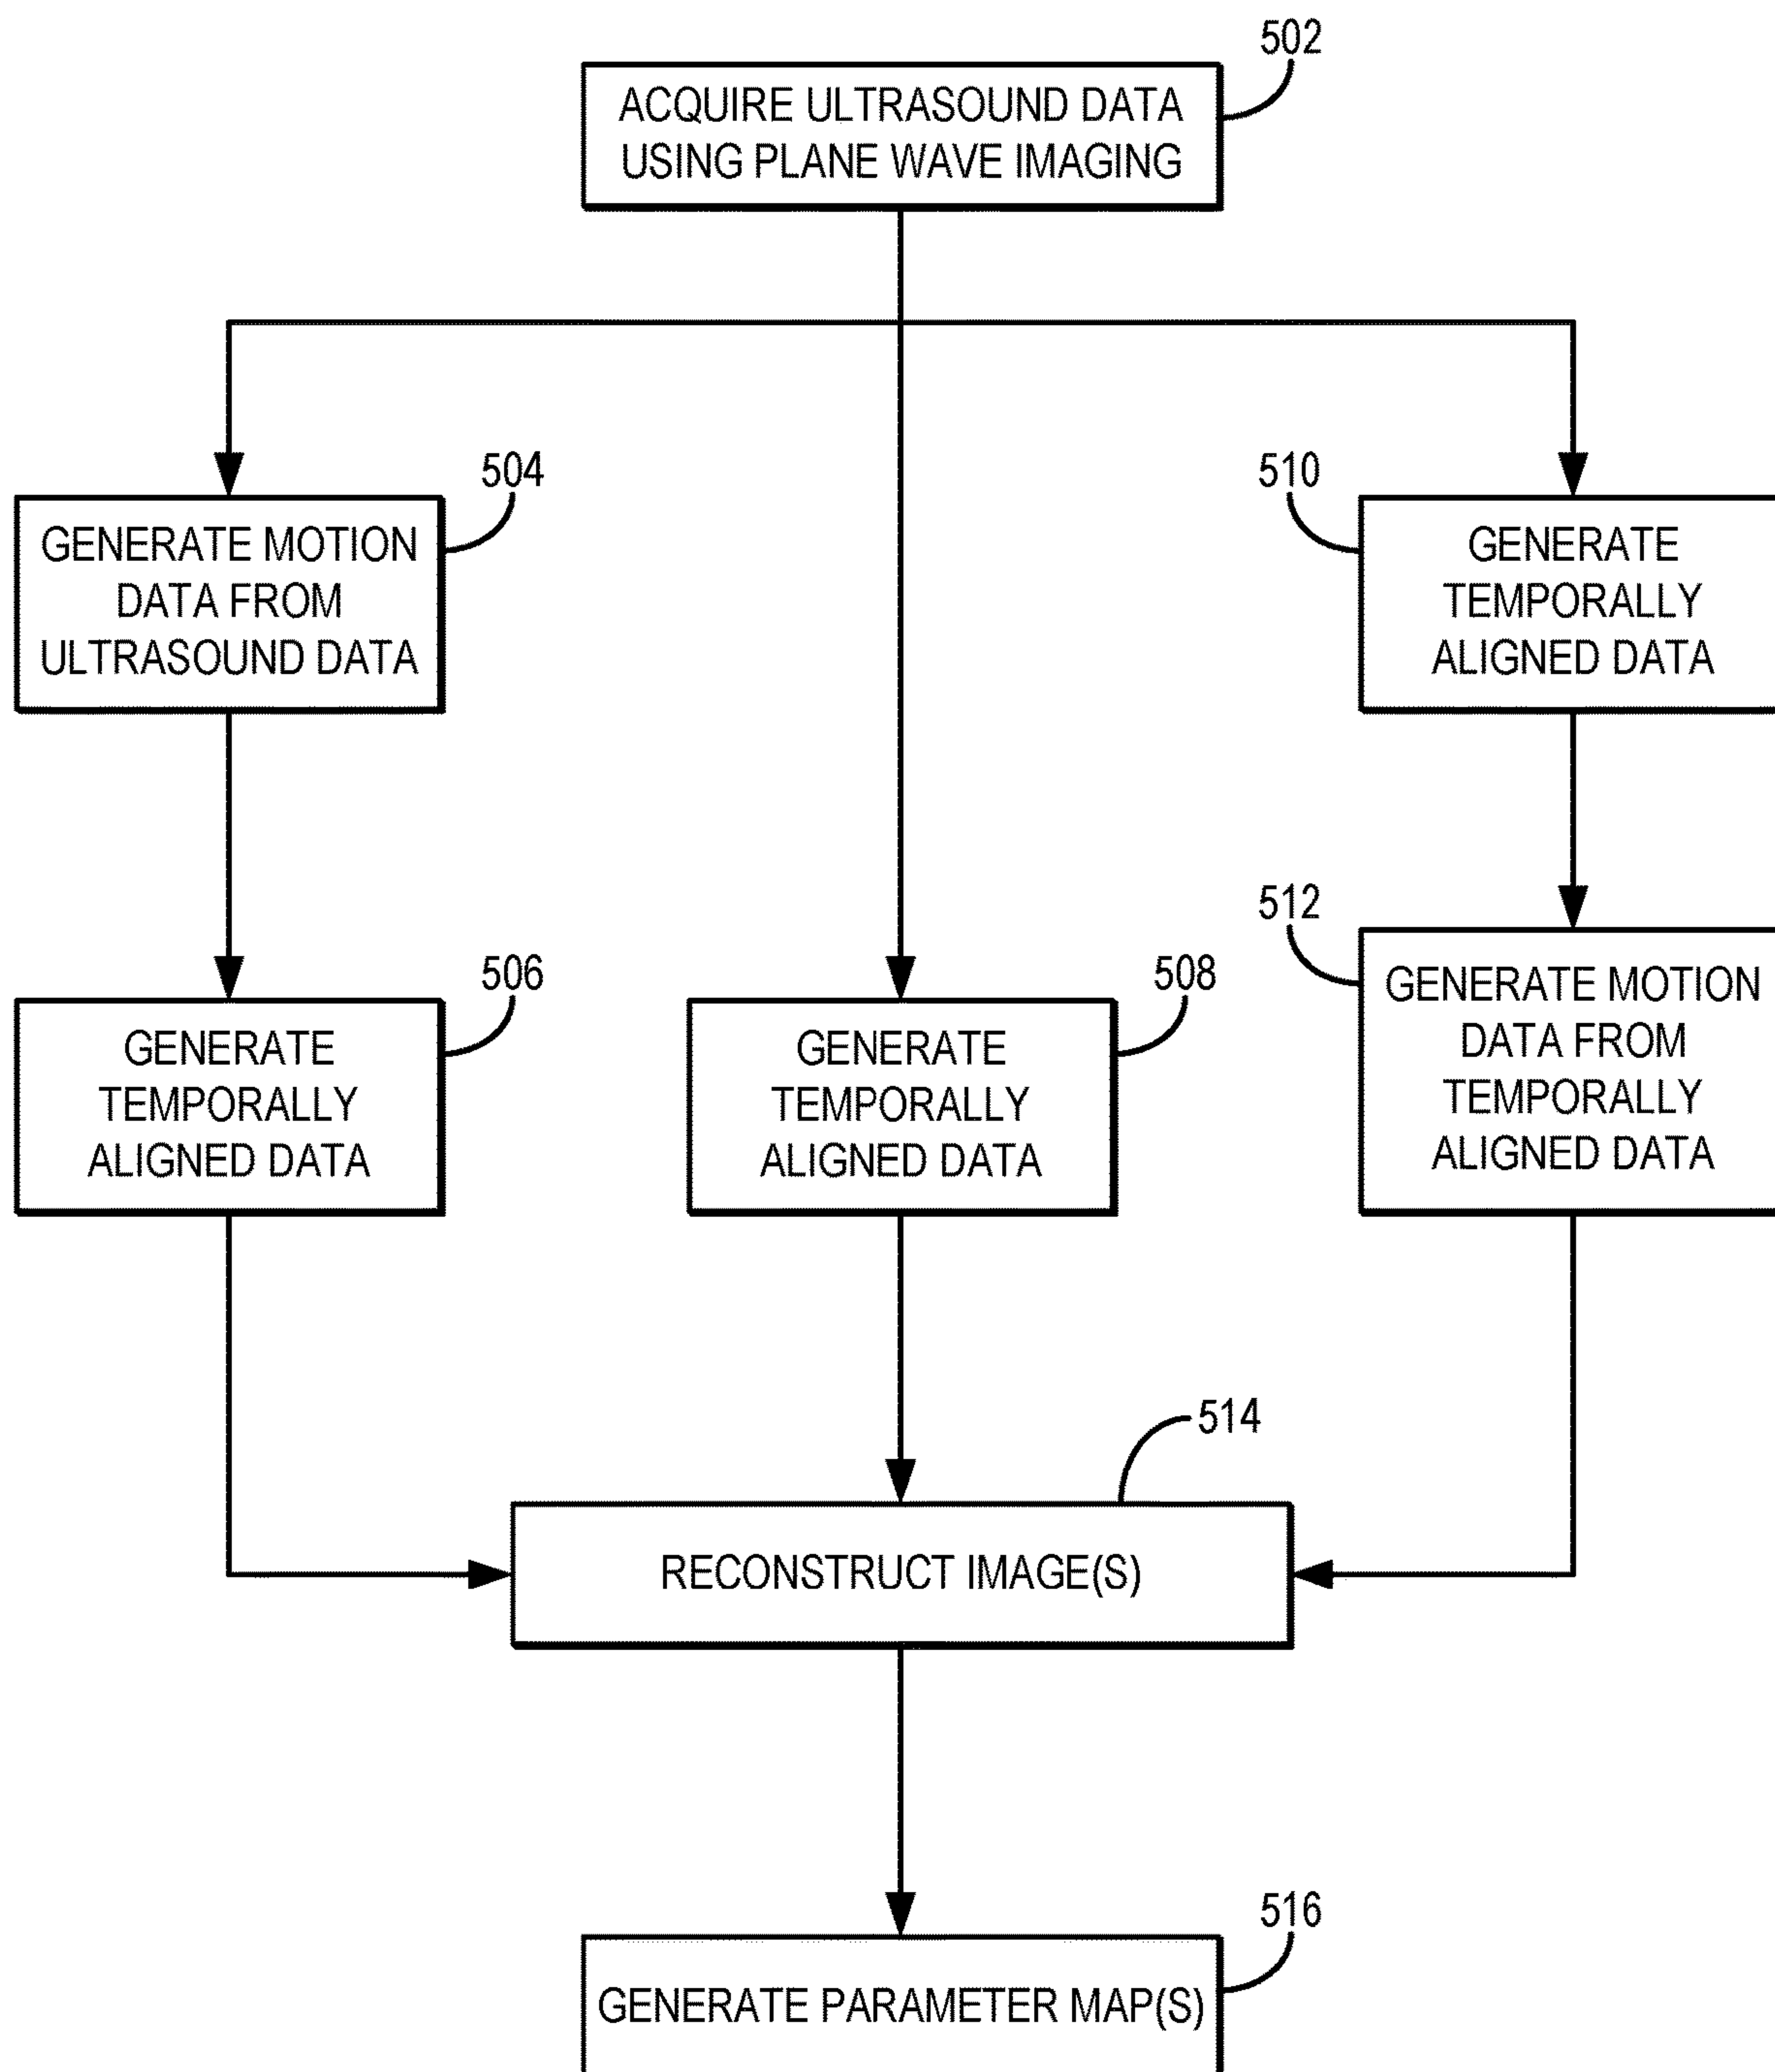 502
ACQUIRE ULTRASOUND DATA
USING PLANE WAVE IMAGING
504
GENERATE MOTION
DATA FROM
ULTRASOUND DATA
510
GENERATE
TEMPORALLY
ALIGNED DATA
506
GENERATE
TEMPORALLY
ALIGNED DATA
508
GENERATE
TEMPORALLY
ALIGNED DATA
512
GENERATE MOTION
DATA FROM
TEMPORALLY
ALIGNED DATA
514
RECONSTRUCT IMAGE(S)
516
GENERATE PARAMETER MAP(S)